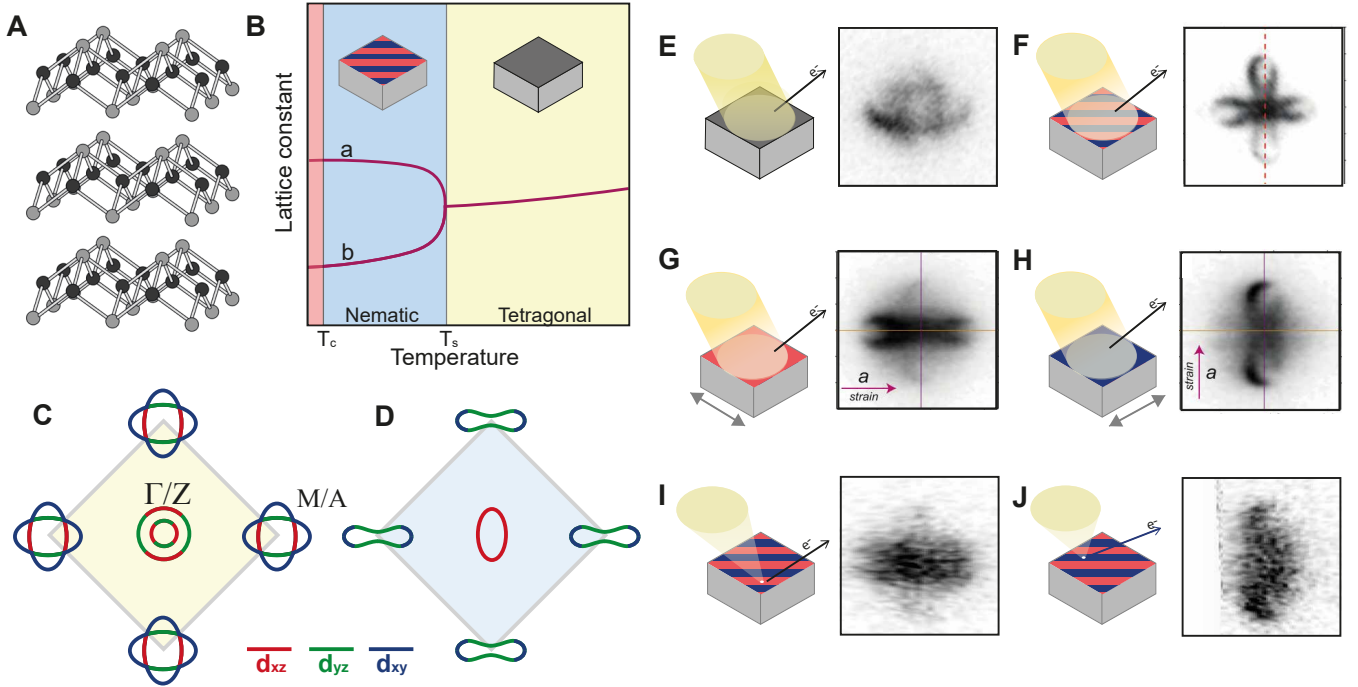 A
B
Lattice constant
a
b
Nematic
Tetragonal
Tc
Ts
Temperature
C
Γ/Z
M/A
D
dxz
dyz
dxy
E
e-
F
e-
G
e-
a
strain
H
e-
strain
a
I
e-
J
e-